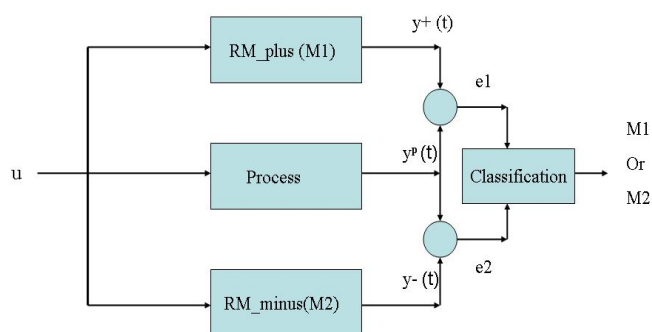 y+ (t)
RM_plus (M1)
e1
M1
u
Process
yᵖ (t)
Classification
Or
M2
e2
RM_minus(M2)
y- (t)